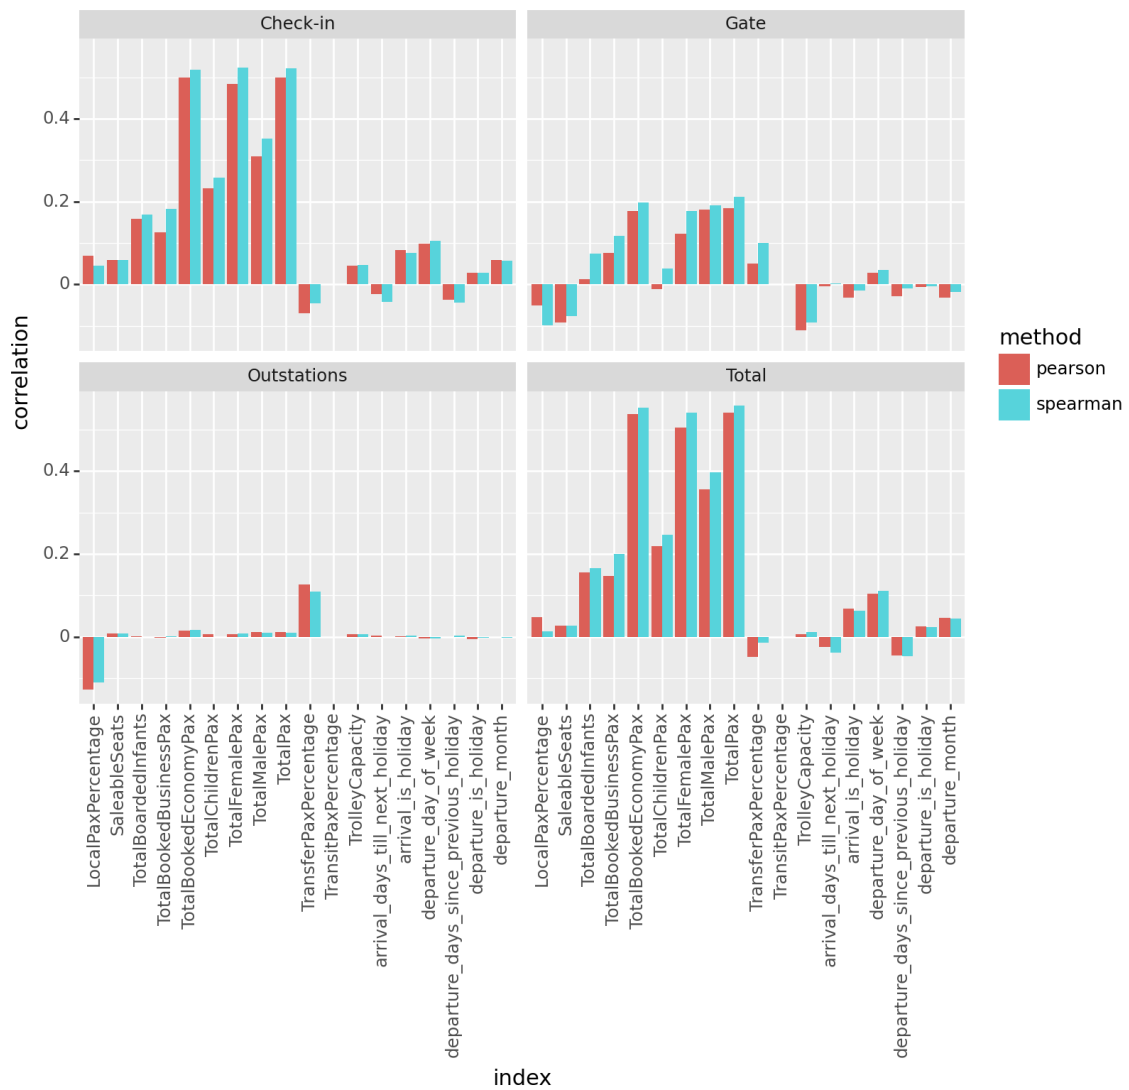 Check-in
Gate
0.4
0.2
0
Outstations
Total
0.4
0.2
0
correlation
LocalPaxPercentage
SaleableSeats
TotalBoardedInfants
TotalBookedBusinessPax
TotalBookedEconomyPax
TotalChildrenPax
TotalFemalePax
TotalMalePax
TotalPax
TransferPaxPercentage
TransitPaxPercentage
TrolleyCapacity
arrival_days_till_next_holiday
arrival_is_holiday
departure_day_of_week
departure_days_since_previous_holiday
departure_is_holiday
departure_month
LocalPaxPercentage
SaleableSeats
TotalBoardedInfants
TotalBookedBusinessPax
TotalBookedEconomyPax
TotalChildrenPax
TotalFemalePax
TotalMalePax
TotalPax
TransferPaxPercentage
TransitPaxPercentage
TrolleyCapacity
arrival_days_till_next_holiday
arrival_is_holiday
departure_day_of_week
departure_days_since_previous_holiday
departure_is_holiday
departure_month
index
method
pearson
spearman